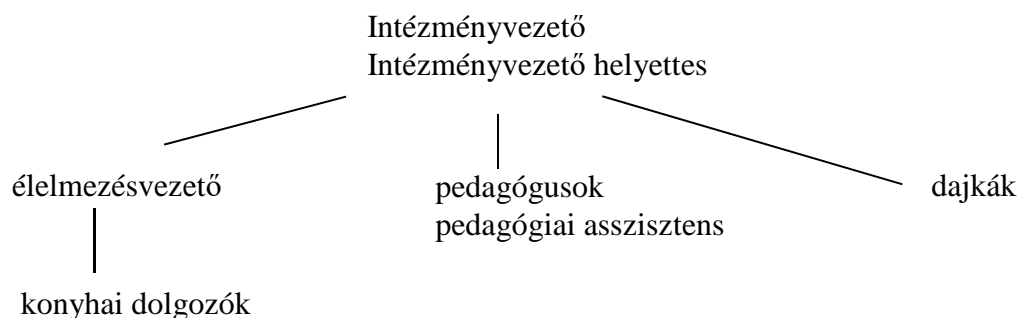 Intézményvezető
Intézményvezető helyettes
élelmezésvezető
pedagógusok
pedagógiai asszisztens
dajkák
konyhai dolgozók